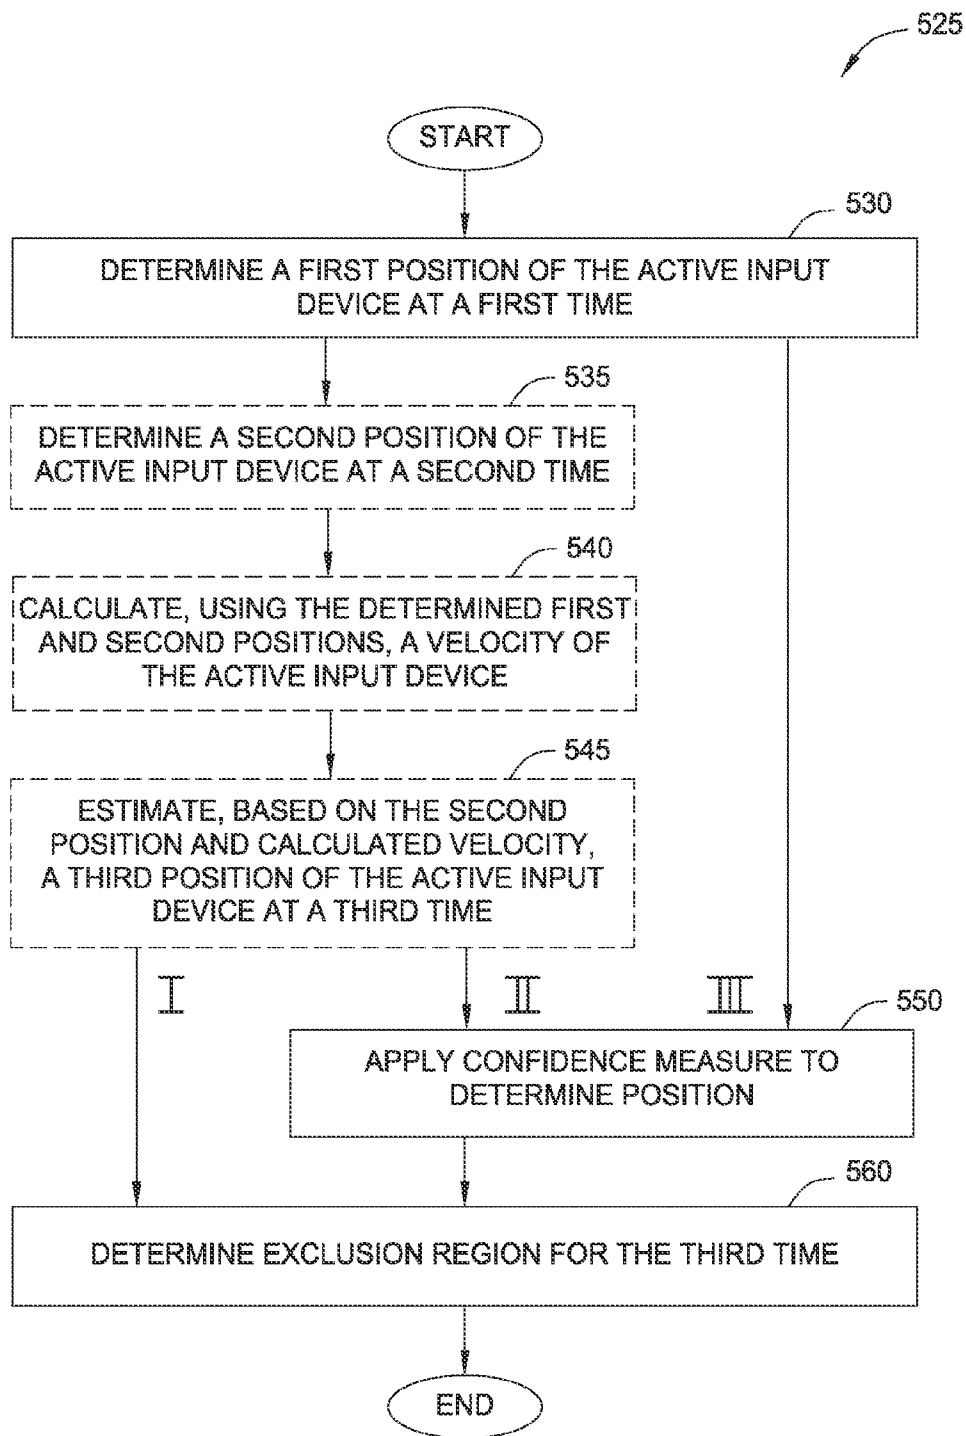 525
START
530
DETERMINE A FIRST POSITION OF THE ACTIVE INPUT
DEVICE AT A FIRST TIME
535
DETERMINE A SECOND POSITION OF THE
ACTIVE INPUT DEVICE AT A SECOND TIME
540
CALCULATE, USING THE DETERMINED FIRST
AND SECOND POSITIONS, A VELOCITY OF
THE ACTIVE INPUT DEVICE
545
ESTIMATE, BASED ON THE SECOND
POSITION AND CALCULATED VELOCITY,
A THIRD POSITION OF THE ACTIVE INPUT
DEVICE AT A THIRD TIME
I II III
550
APPLY CONFIDENCE MEASURE TO
DETERMINE POSITION
560
DETERMINE EXCLUSION REGION FOR THE THIRD TIME
END